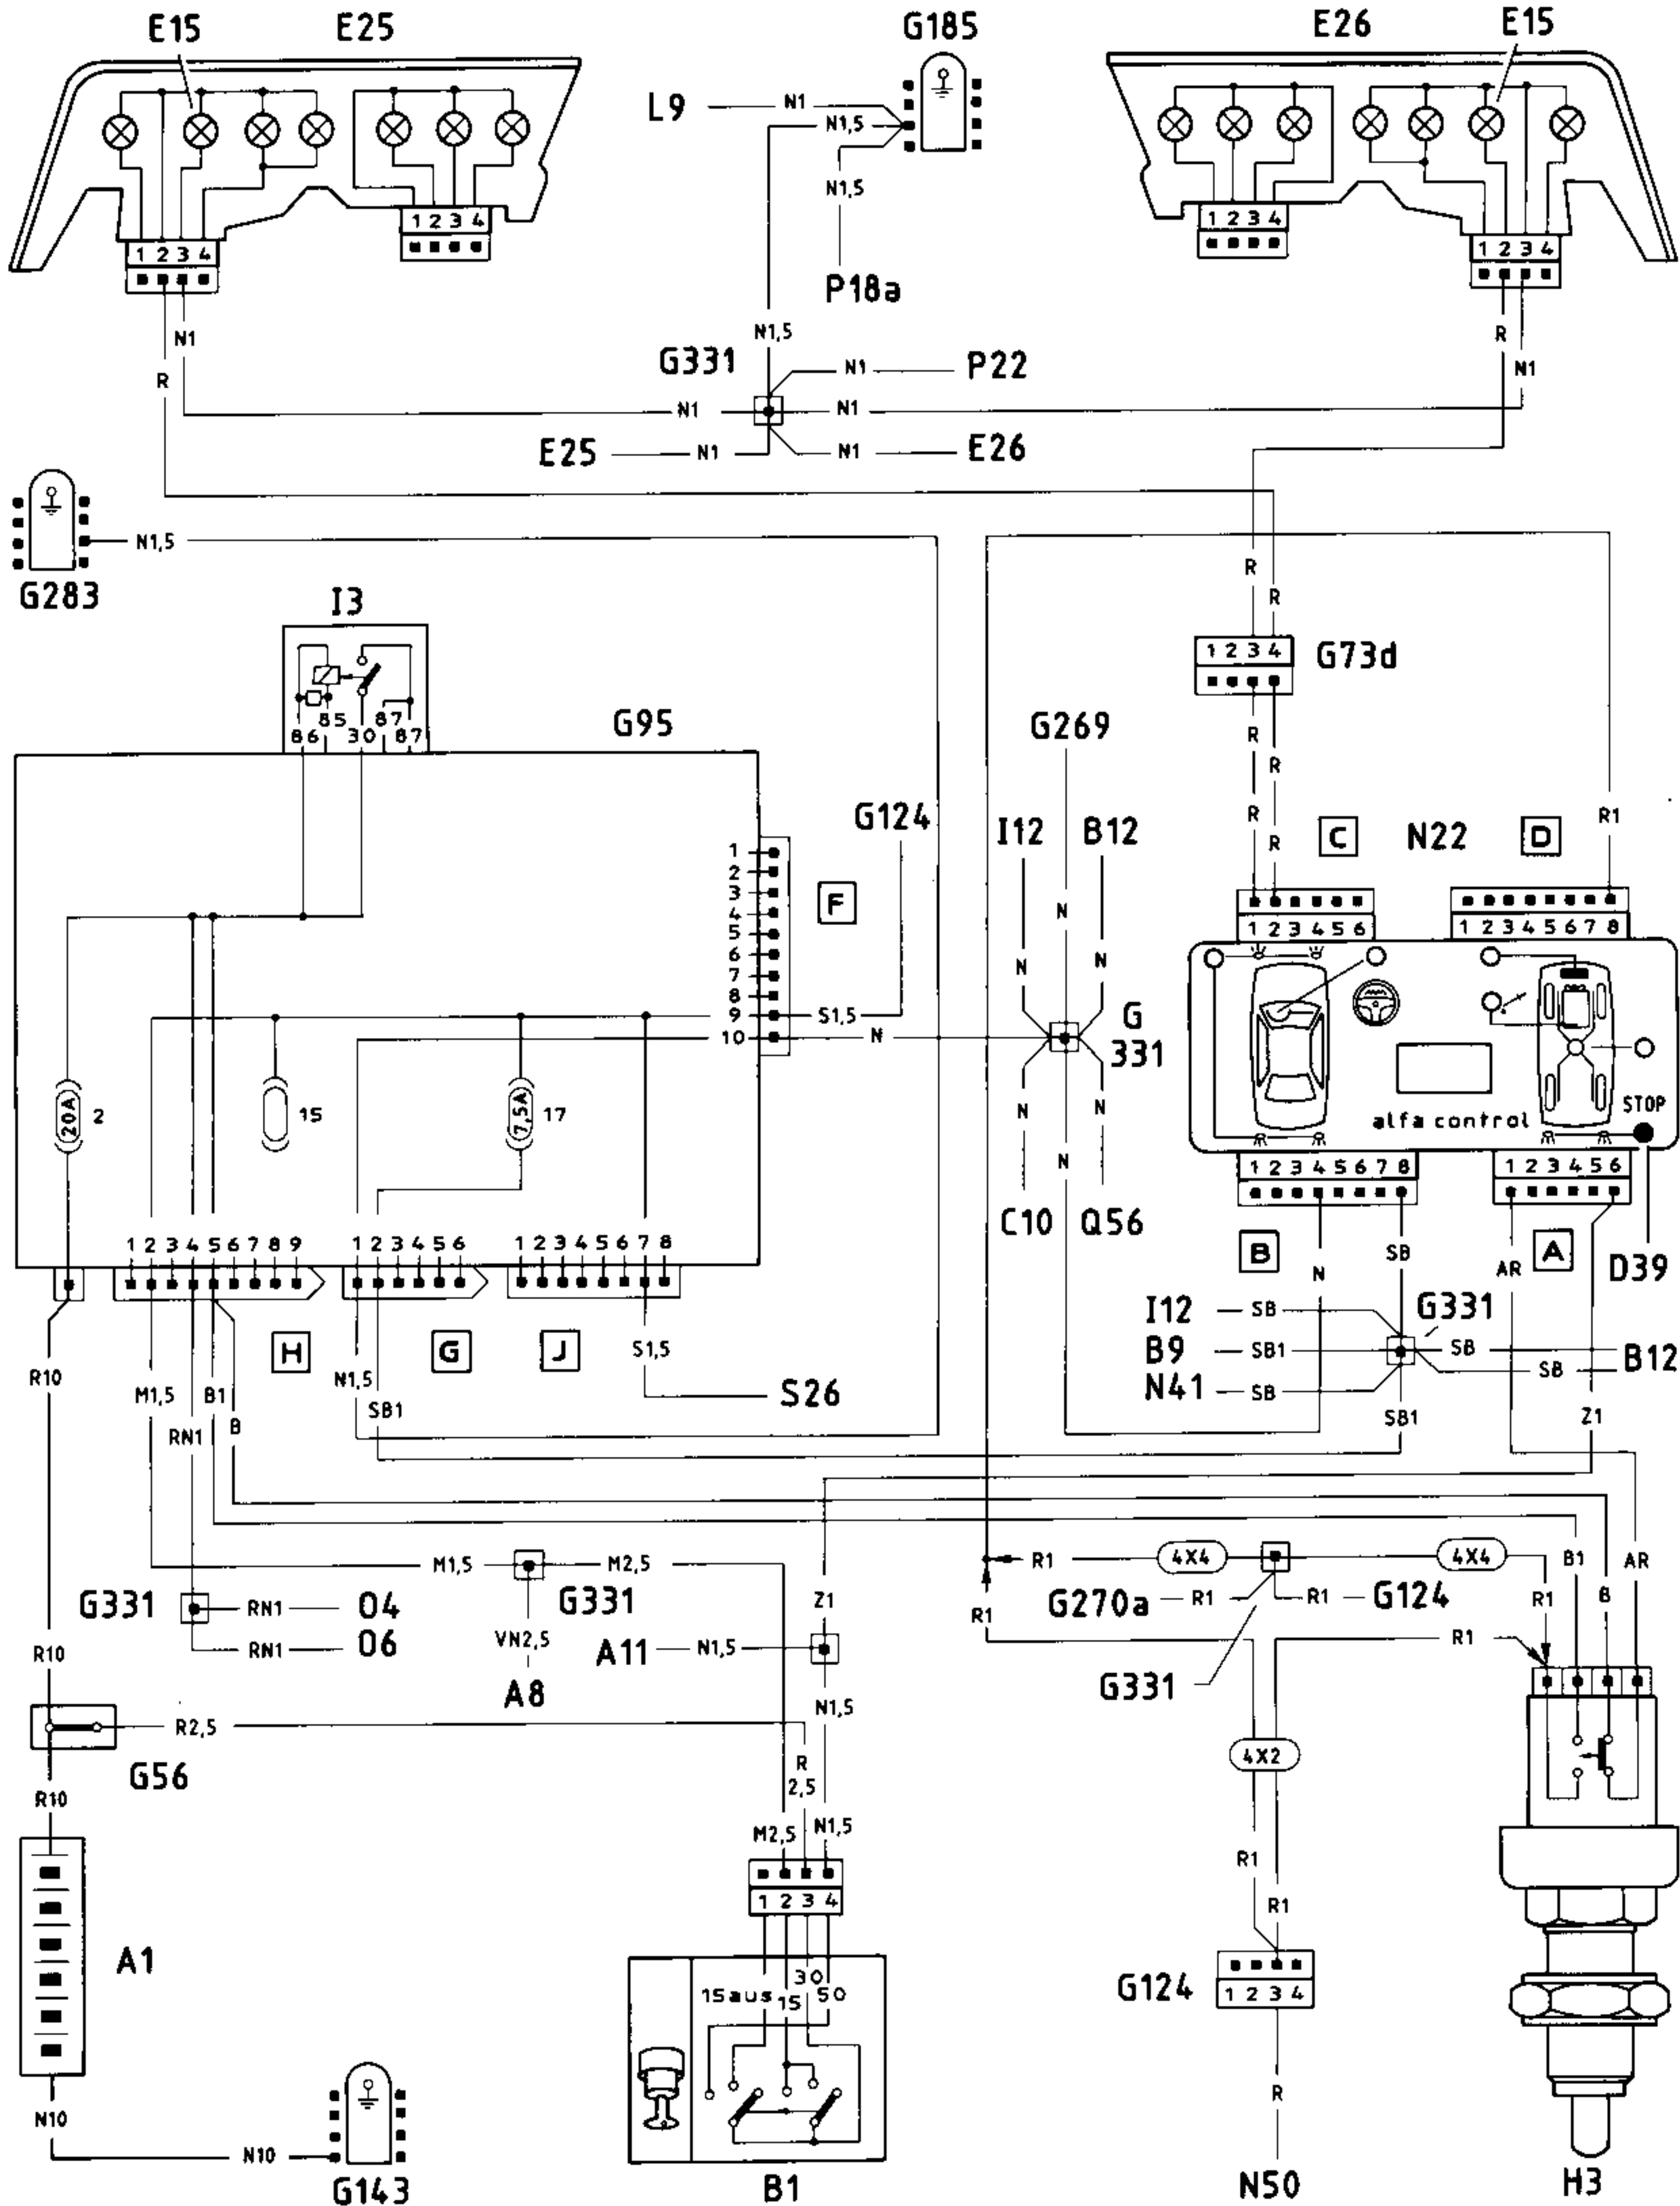 E15 E25 G185 E26 E15
L9 N1
N1,5
N1,5
1 2 3 4
1 2 3 4
1 2 3 4
1 2 3 4
P18a
N1
R
N1,5
R
N1
G331
N1 P22
N1 N1
E25 N1 N1 E26
N1,5
G283
I3
R
R
85 87
86 30 87
G95
1 2 3 4 G73d
G269
R
R
R
R
G124
I12 B12
C N22 D
R1
1
2
3
4
5
6
7
8
9
10
F
N
N N
1 2 3 4 5 6
1 2 3 4 5 6 7 8
S1,5
N
G
331
20A 2
15
7,5A 17
N N
N
STOP
alfa control
1 2 3 4 5 6 7 8
1 2 3 4 5 6
C10 Q56
1 2 3 4 5 6 7 8 9
1 2 3 4 5 6
1 2 3 4 5 6 7 8
B
N
SB
AR
A
D39
H G J
R10
M1,5
RN1
B1
B
N1,5
SB1
S1,5
S26
I12 SB
G331
B9 SB1 SB
SB B12
N41 SB
SB1
Z1
M1,5 M2,5
G331
G331 RN1 O4
RN1 O6
VN2,5
A8
Z1
A11 N1,5
N1,5
R1 4X4 4X4
B1
AR
G270a R1 R1 G124
R1
R1
B
R1
G331
R10
R2,5
G56
R
2,5
4X2
R10
M2,5
N1,5
1 2 3 4
R1
R1
A1
30
15aus 15 50
G124 1 2 3 4
R
N10
N10
G143
B1
N50
H3